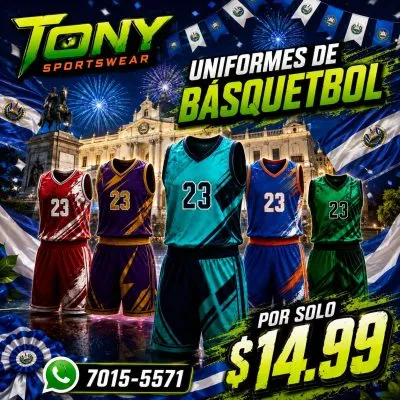 TONY
SPORTSWEAR
UNIFORMES DE
BÁSQUETBOL
23
23
23
23
23
POR SOLO
$14.99
7015-5571